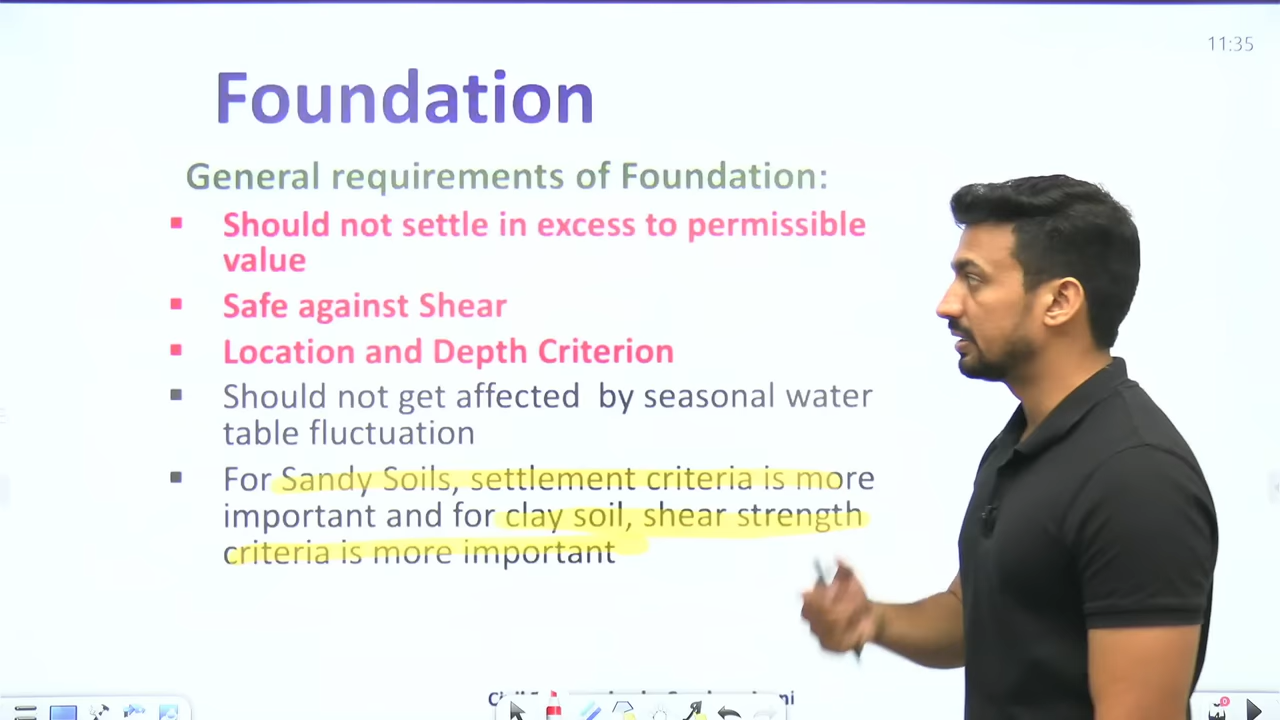 11:35
Foundation
General requirements of Foundation:
Should not settle in excess to permissible
value
Safe against Shear
Location and Depth Criterion
Should not get affected by seasonal water
table fluctuation
For Sandy Soils, settlement criteria is more
important and for clay soil, shear strength
criteria is more important